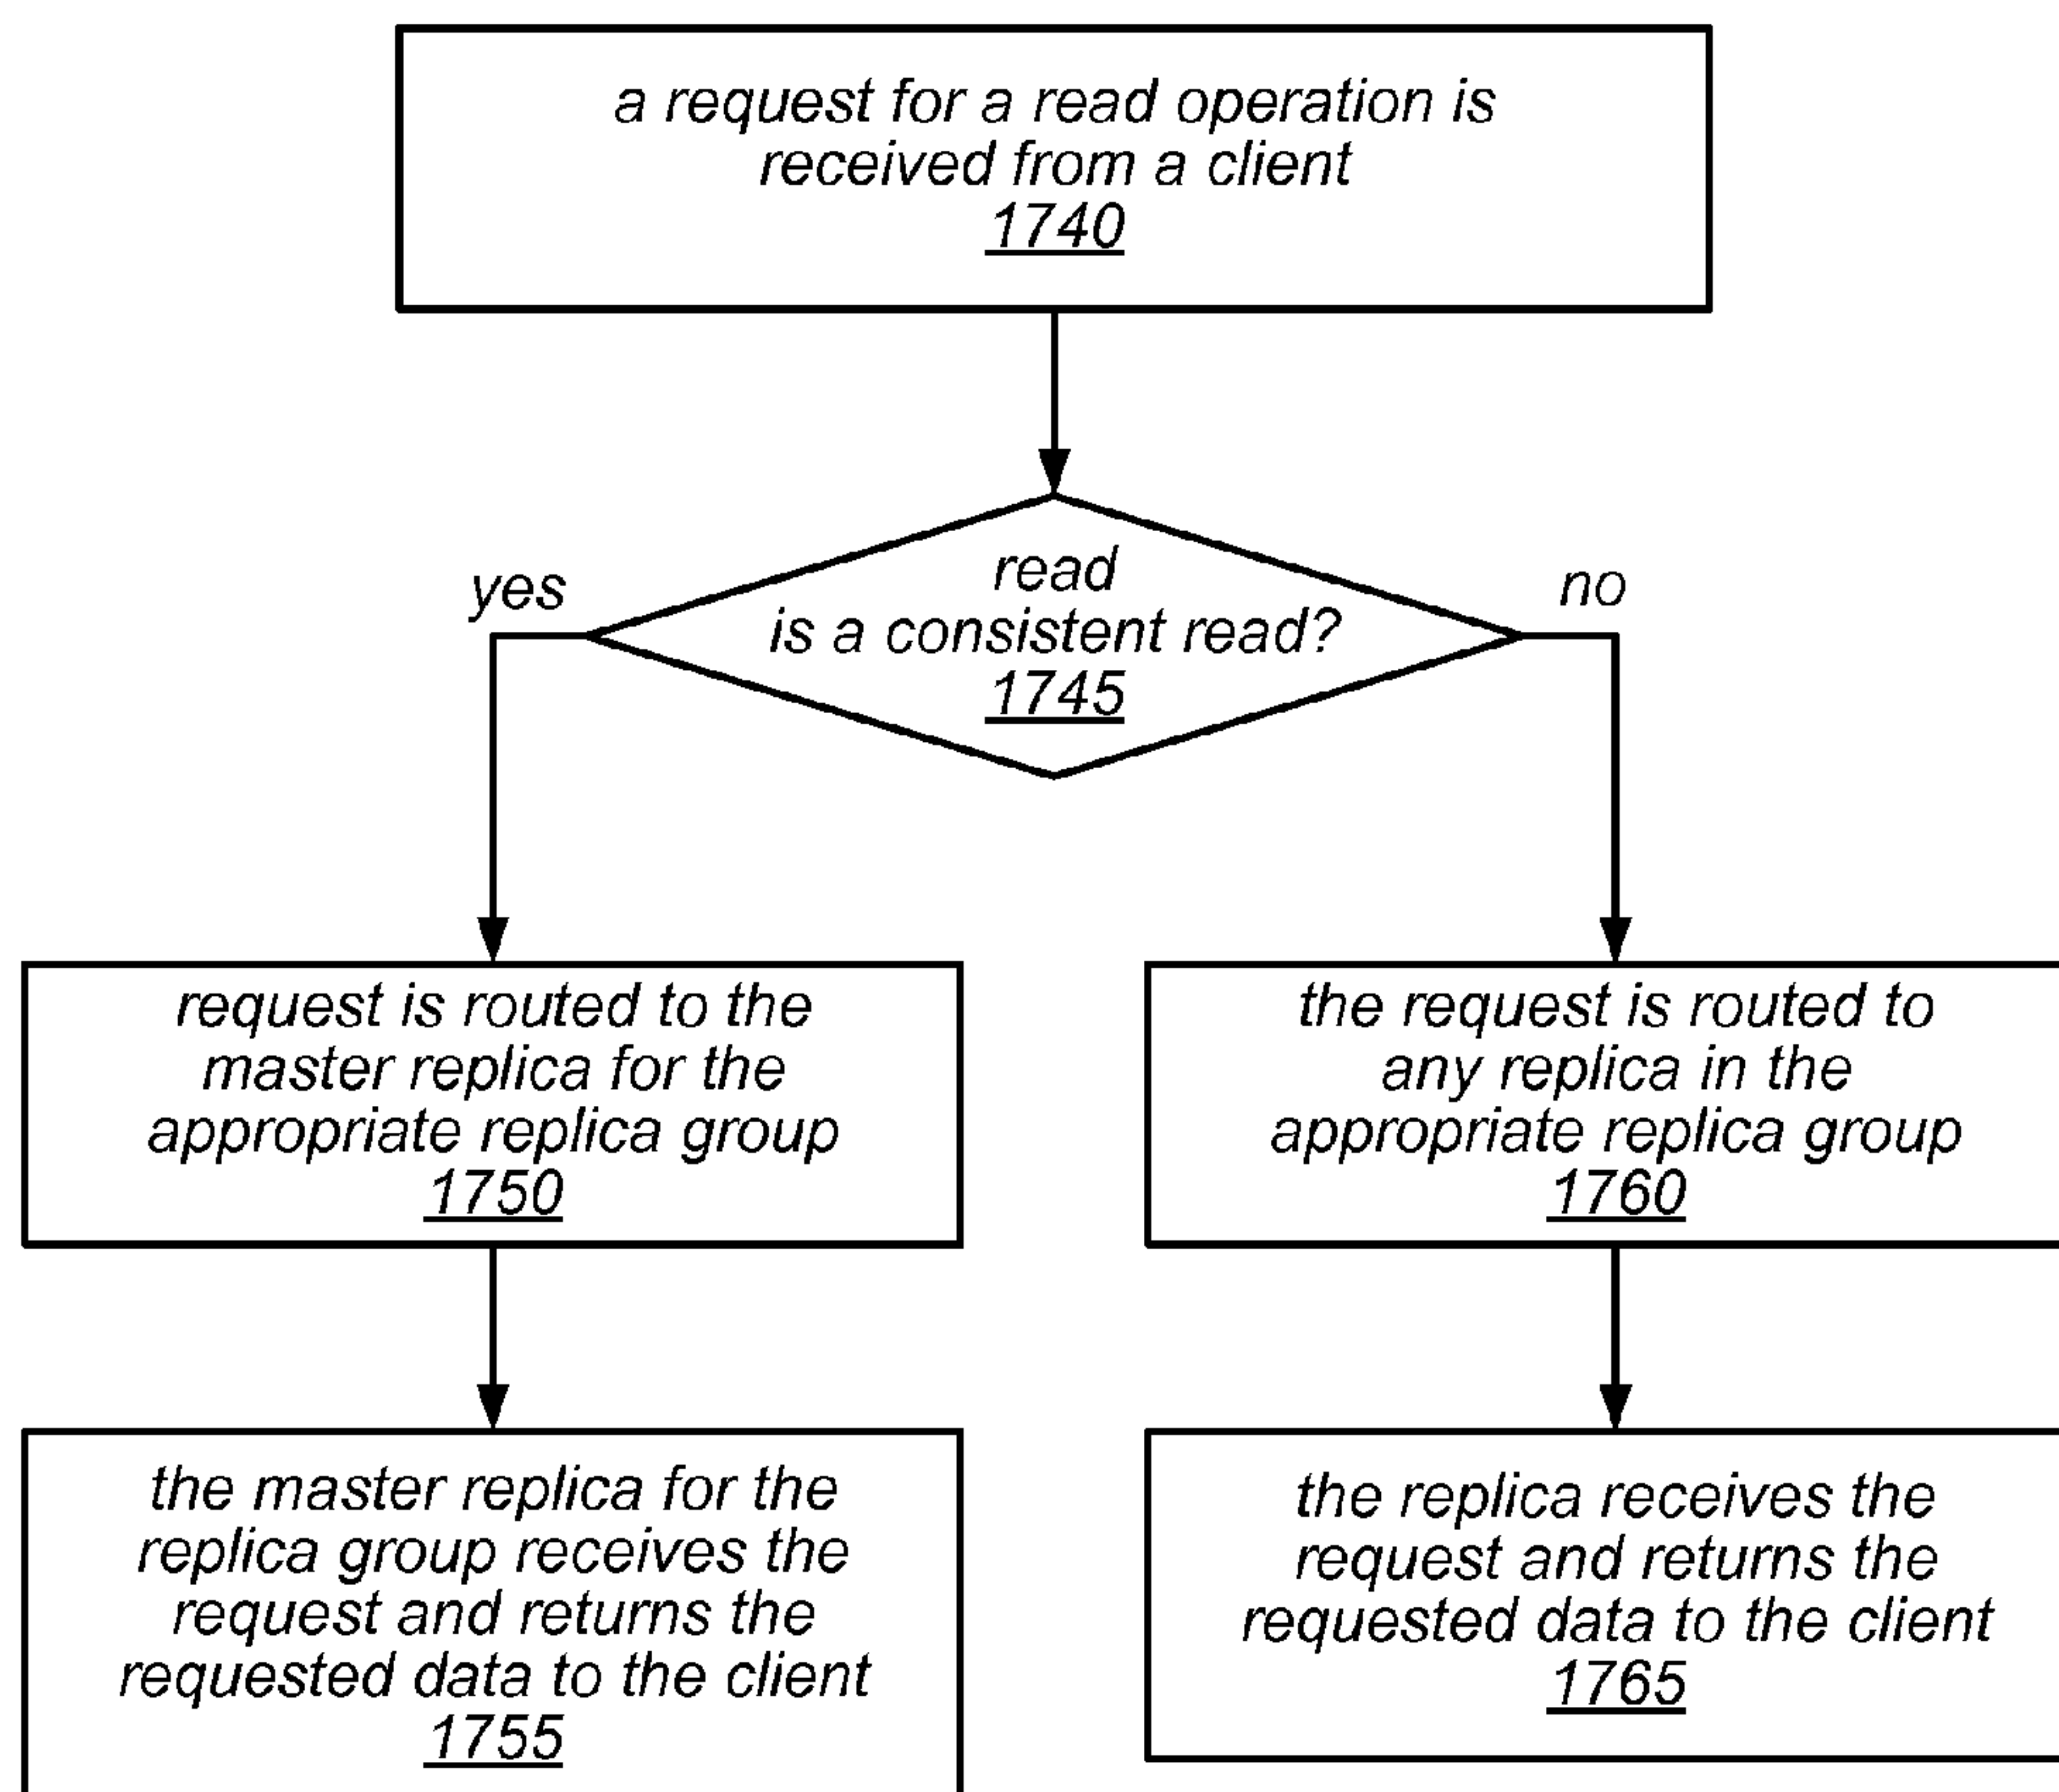 a request for a read operation is
received from a client
1740
read
is a consistent read?
1745
yes
no
request is routed to the
master replica for the
appropriate replica group
1750
the request is routed to
any replica in the
appropriate replica group
1760
the master replica for the
replica group receives the
request and returns the
requested data to the client
1755
the replica receives the
request and returns the
requested data to the client
1765